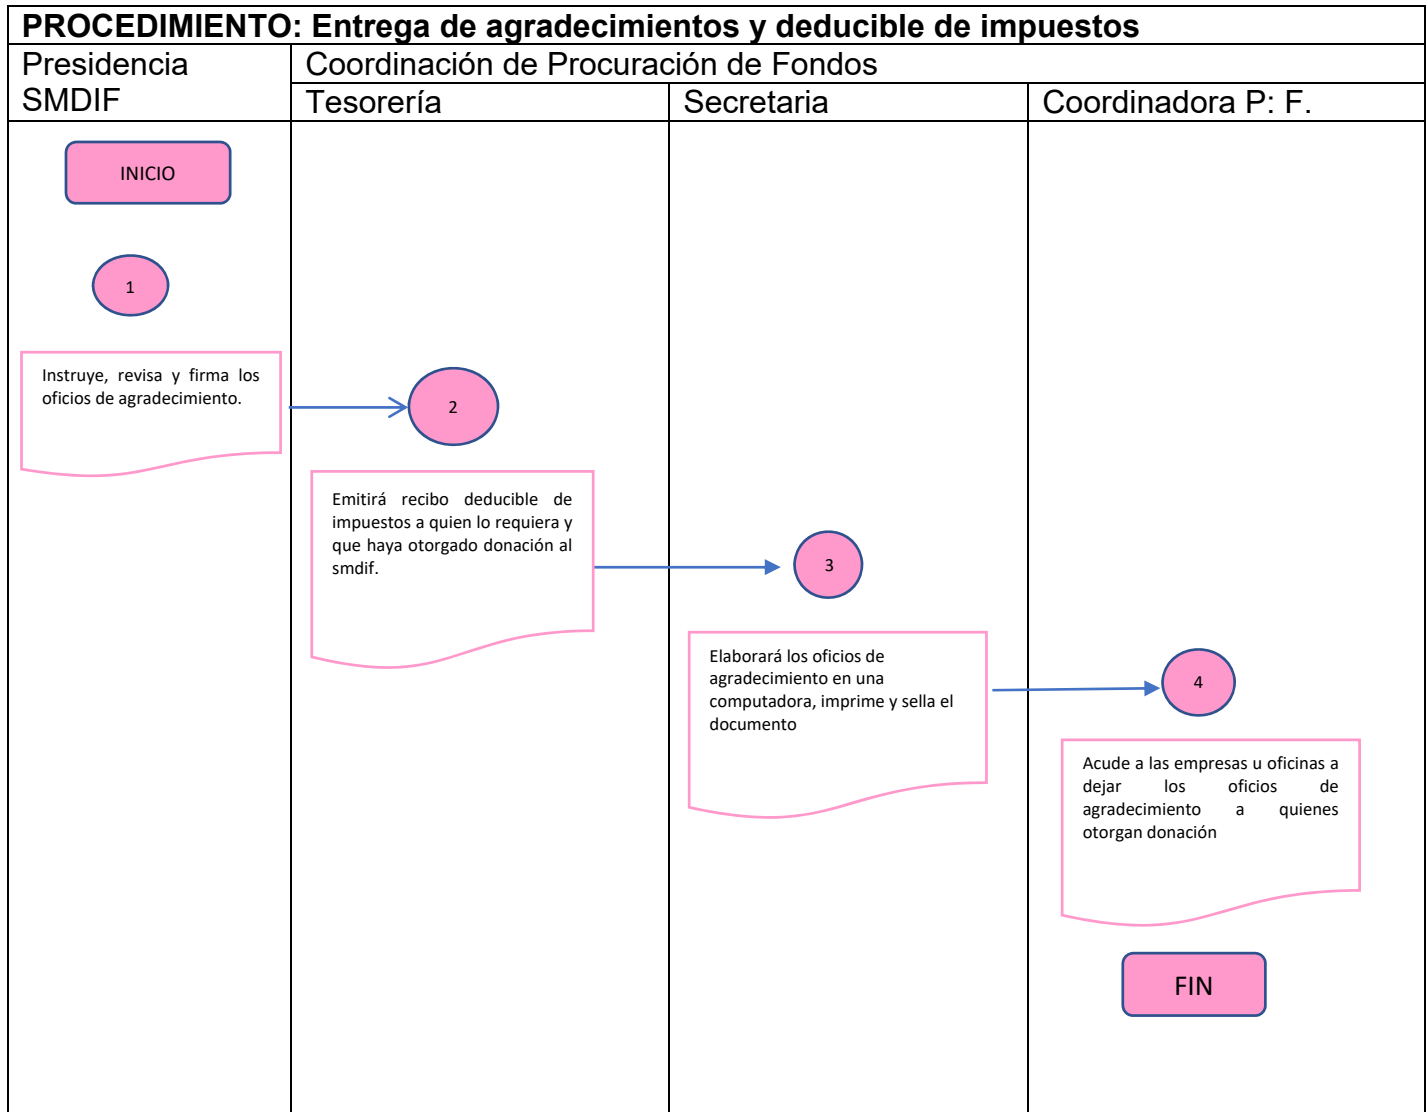 PROCEDIMIENTO: Entrega de agradecimientos y deducible de impuestos
Presidencia
SMDIF
Coordinación de Procuración de Fondos
Tesorería
Secretaria
Coordinadora P: F.
INICIO
1
Instruye, revisa y firma los
oficios de agradecimiento.
2
Emitirá recibo deducible de
impuestos a quien lo requiera y
que haya otorgado donación al
smdif.
3
Elaborará los oficios de
agradecimiento en una
computadora, imprime y sella el
documento
4
Acude a las empresas u oficinas a
dejar los oficios de
agradecimiento a quienes
otorgan donación
FIN